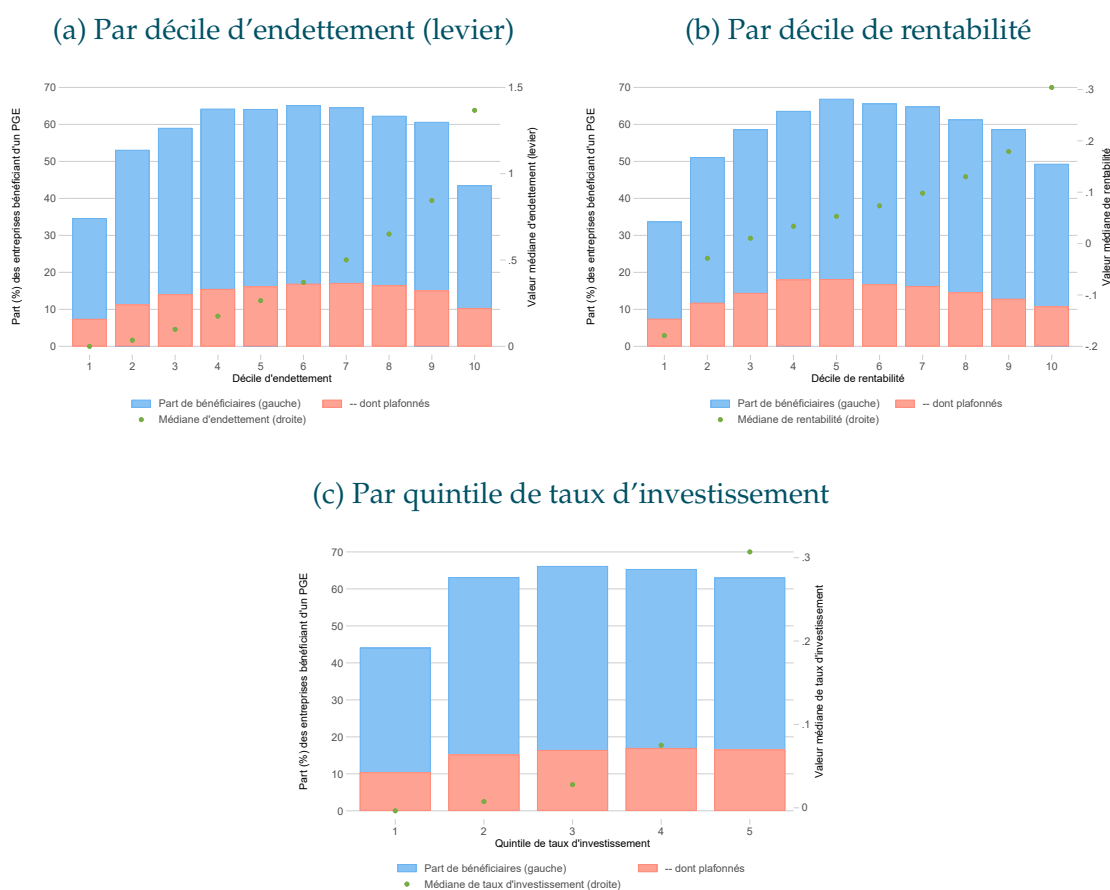 (a) Par décile d'endettement (levier)
70
60
50
40
30
20
10
0
Part (%) des entreprises bénéficiant d'un PGE
1.5
1
.5
0
Valeur médiane d'endettement (levier)
1 2 3 4 5 6 7 8 9 10
Décile d'endettement
Part de bénéficiaires (gauche) -- dont plafonnés
Médiane d'endettement (droite)
(b) Par décile de rentabilité
70
60
50
40
30
20
10
0
Part (%) des entreprises bénéficiant d'un PGE
.3
.2
.1
0
-.1
-.2
Valeur médiane de rentabilité
1 2 3 4 5 6 7 8 9 10
Décile de rentabilité
Part de bénéficiaires (gauche) -- dont plafonnés
Médiane de rentabilité (droite)
(c) Par quintile de taux d'investissement
70
60
50
40
30
20
10
0
Part (%) des entreprises bénéficiant d'un PGE
.3
.2
.1
0
Valeur médiane de taux d'investissement
1 2 3 4 5
Quintile de taux d'investissement
Part de bénéficiaires (gauche) -- dont plafonnés
Médiane de taux d'investissement (droite)